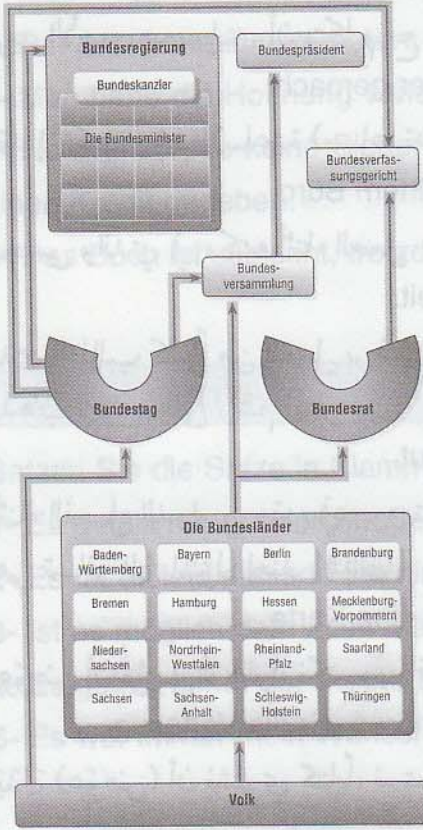 Bundesregierung
Bundeskanzler
Die Bundesminister
Bundespräsident
Bundesverfas-
sungsgericht
Bundes-
versammlung
Bundestag
Bundesrat
Die Bundesländer
Baden-
Württemberg
Bayern
Berlin
Brandenburg
Bremen
Hamburg
Hessen
Mecklenburg-
Vorpommern
Nieder-
sachsen
Nordrhein-
Westfalen
Rheinland-
Pfalz
Saarland
Sachsen
Sachsen-
Anhalt
Schleswig-
Holstein
Thüringen
Volk